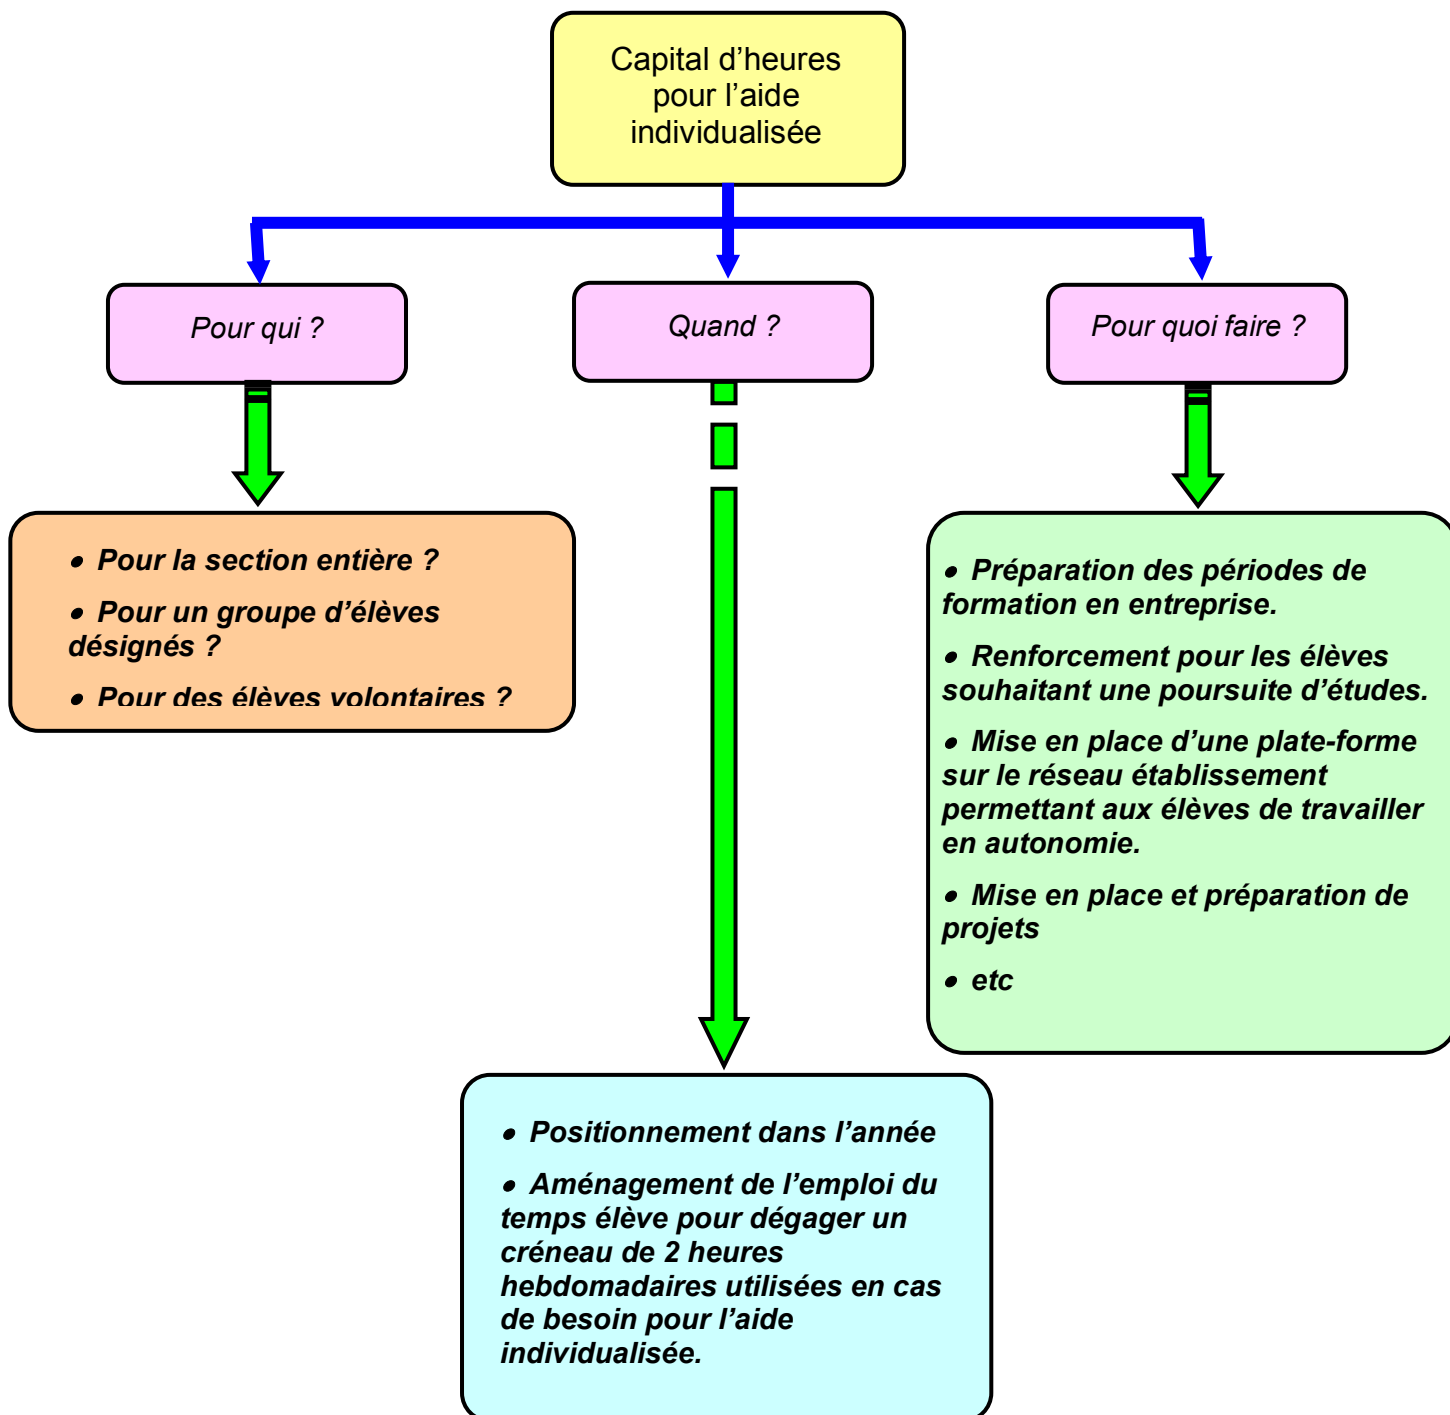 Capital d’heures
pour l’aide
individualisée
Pour qui ?
Quand ?
Pour quoi faire ?
• Pour la section entière ?
• Pour un groupe d’élèves
désignés ?
• Pour des élèves volontaires ?
• Préparation des périodes de
formation en entreprise.
• Renforcement pour les élèves
souhaitant une poursuite d’études.
• Mise en place d’une plate-forme
sur le réseau établissement
permettant aux élèves de travailler
en autonomie.
• Mise en place et préparation de
projets
• etc
• Positionnement dans l’année
• Aménagement de l’emploi du
temps élève pour dégager un
créneau de 2 heures
hebdomadaires utilisées en cas
de besoin pour l’aide
individualisée.